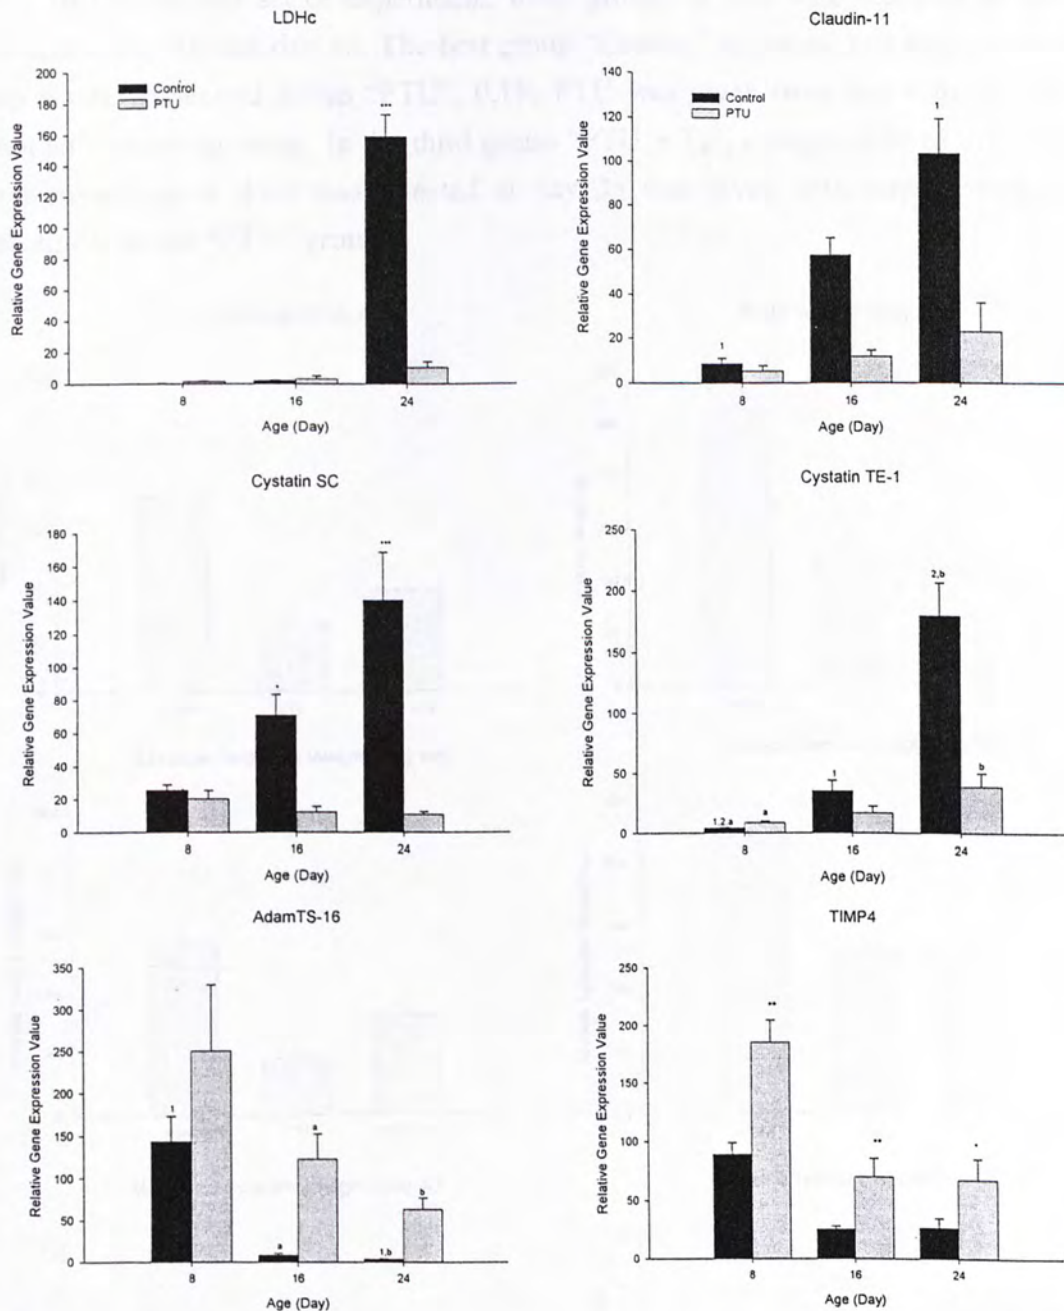 LDHc
Relative Gene Expression Value
200
180
160
140
120
100
80
60
40
20
0
Control
PTU
***
8
16
24
Age (Day)
Claudin-11
Relative Gene Expression Value
140
120
100
80
60
40
20
0
Control
PTU
1
1
8
16
24
Age (Day)
Cystatin SC
Relative Gene Expression Value
180
160
140
120
100
80
60
40
20
0
*
***
8
16
24
Age (Day)
Cystatin TE-1
Relative Gene Expression Value
250
200
150
100
50
0
1,2 a
a
1
2,b
b
8
16
24
Age (Day)
AdamTS-16
Relative Gene Expression Value
350
300
250
200
150
100
50
0
1
a
a
1,b
b
8
16
24
Age (Day)
TIMP4
Relative Gene Expression Value
250
200
150
100
50
0
**
**
*
8
16
24
Age (Day)